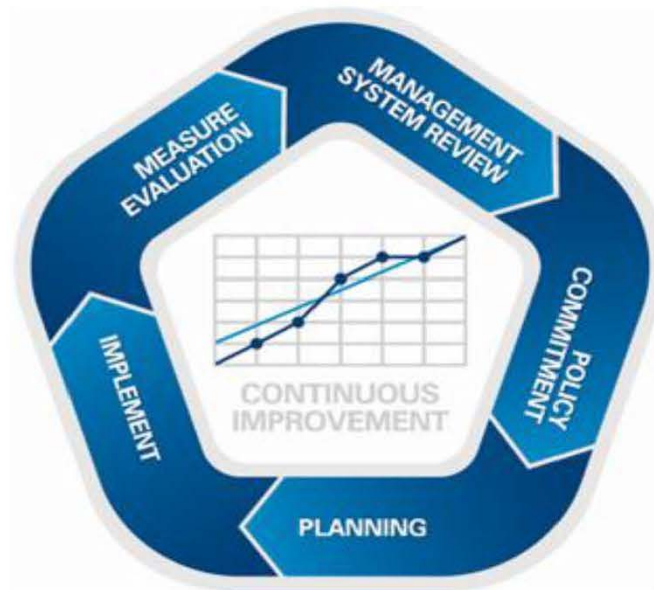 MANAGEMENT
SYSTEM REVIEW
POLICY
COMMITMENT
PLANNING
IMPLEMENT
MEASURE
EVALUATION
CONTINUOUS
IMPROVEMENT